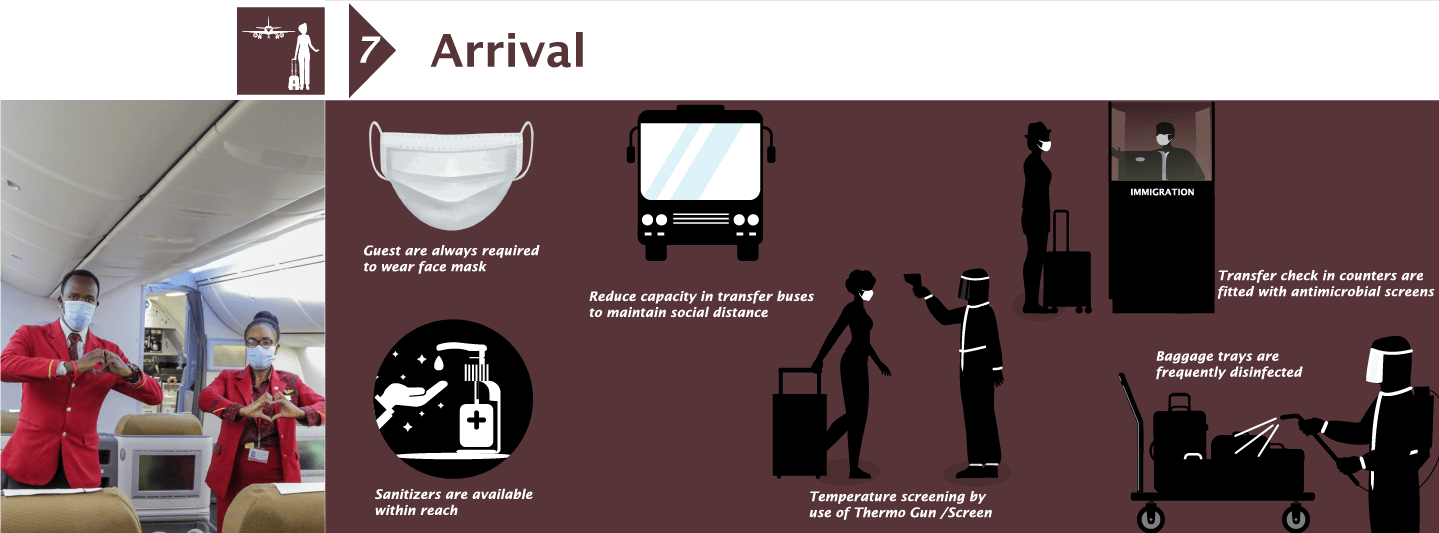 7
Arrival
Guest are always required
to wear face mask
Reduce capacity in transfer buses
to maintain social distance
IMMIGRATION
Transfer check in counters are
fitted with antimicrobial screens
Sanitizers are available
within reach
Temperature screening by
use of Thermo Gun /Screen
Baggage trays are
frequently disinfected